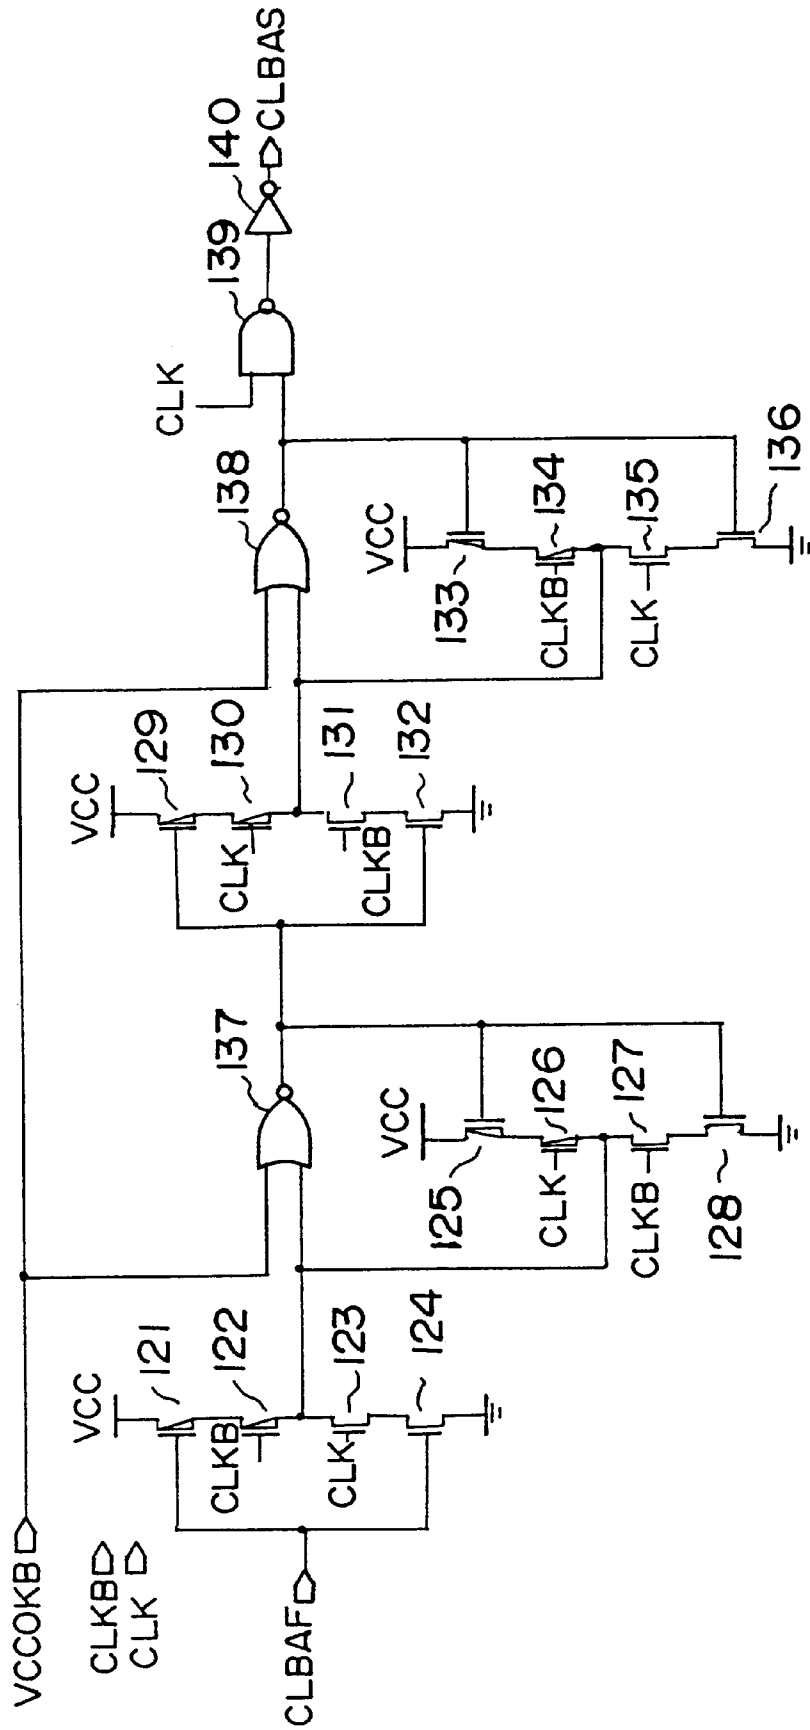 VCCOKB
CLKB
CLK
CLBAF
VCC
121
CLKB
122
CLK
123
124
137
VCC
125
CLK
126
CLKB
127
128
VCC
129
CLK
130
131
CLKB
132
138
VCC
133
CLKB
134
CLK
135
136
CLK
139
140
CLBAS